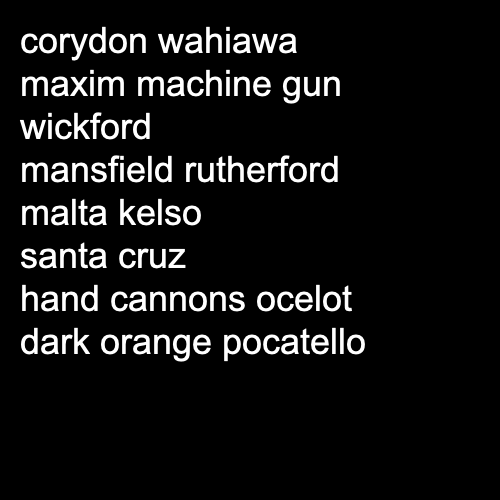 corydon wahiawa
maxim machine gun
wickford
mansfield rutherford
malta kelso
santa cruz
hand cannons ocelot
dark orange pocatello